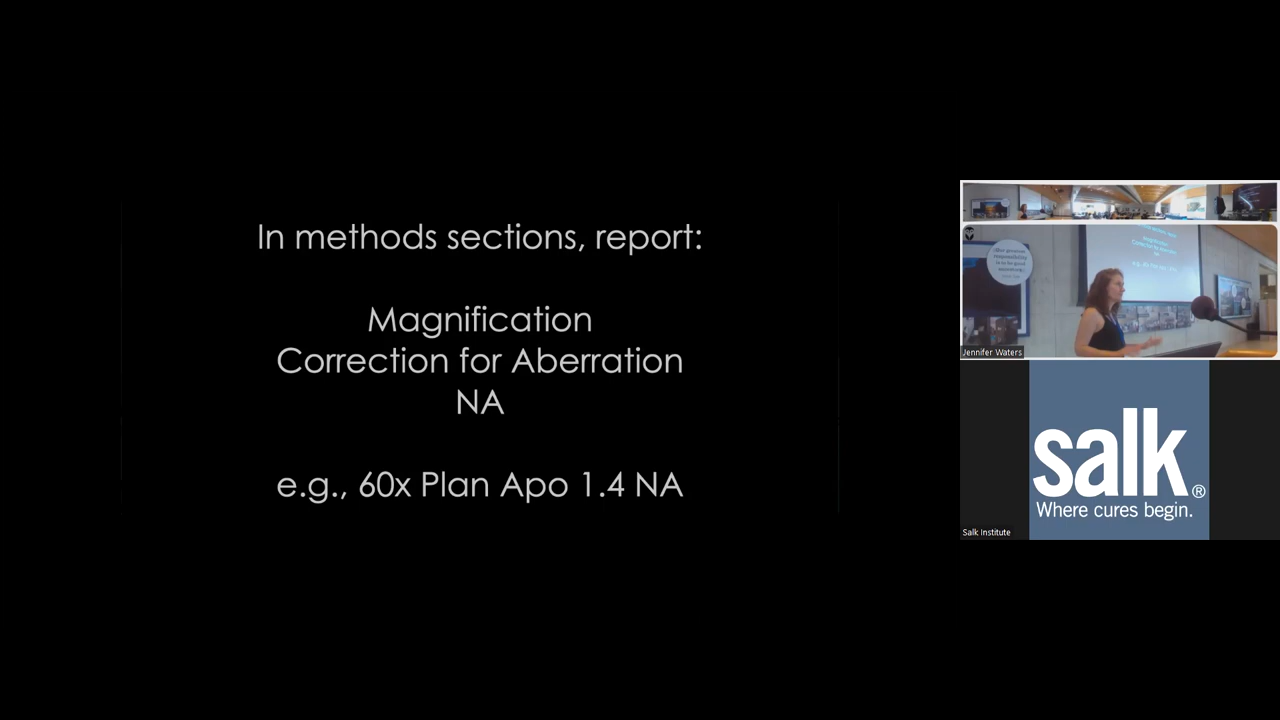 In methods sections, report:
Magnification
Correction for Aberration
NA
e.g., 60x Plan Apo 1.4 NA
Jennifer Waters
salk®
Where cures begin.
Salk Institute